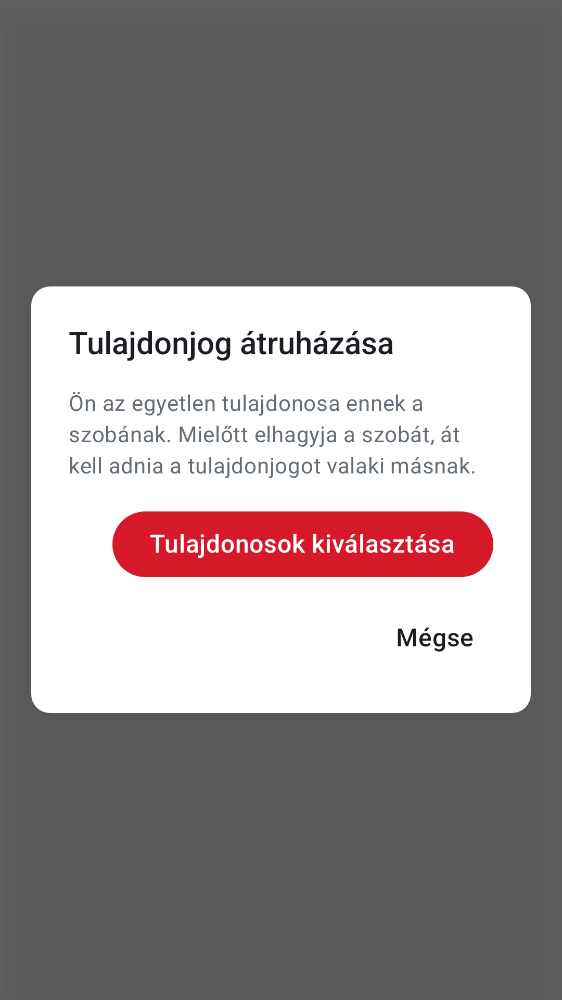 Tulajdonjog átruházása
Ön az egyetlen tulajdonosa ennek a
szobának. Mielőtt elhagyja a szobát, át
kell adnia a tulajdonjogot valaki másnak.
Tulajdonosok kiválasztása
Mégse